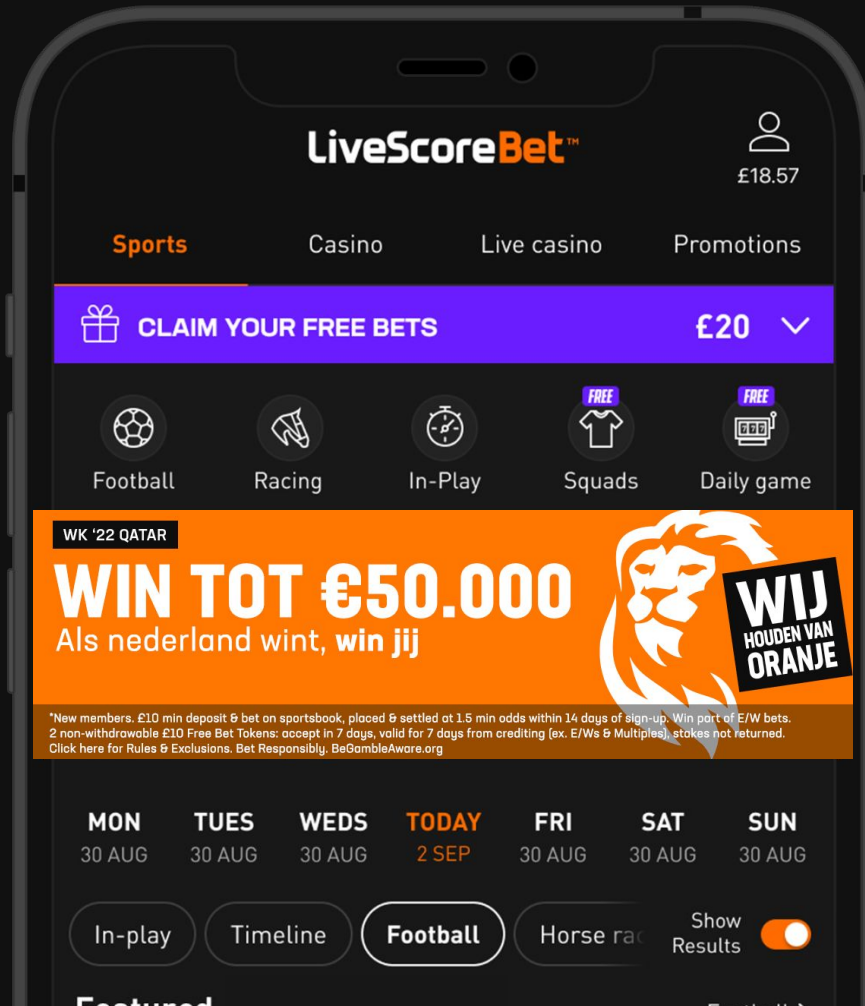 LiveScoreBet™
£18.57
Sports Casino Live casino Promotions
CLAIM YOUR FREE BETS £20
FREE FREE
777
Football Racing In-Play Squads Daily game
WK '22 QATAR
WIN TOT €50.000
Als nederland wint, win jij
WIJ
HOUDEN VAN
ORANJE
*New members. £10 min deposit & bet on sportsbook, placed & settled at 1.5 min odds within 14 days of sign-up. Win part of E/W bets.
2 non-withdrawable £10 Free Bet Tokens: accept in 7 days, valid for 7 days from crediting (ex. E/Ws & Multiples), stakes not returned.
Click here for Rules & Exclusions. Bet Responsibly. BeGambleAware.org
MON TUES WEDS TODAY FRI SAT SUN
30 AUG 30 AUG 30 AUG 2 SEP 30 AUG 30 AUG 30 AUG
In-play Timeline Football Horse rac
Show
Results
Featured